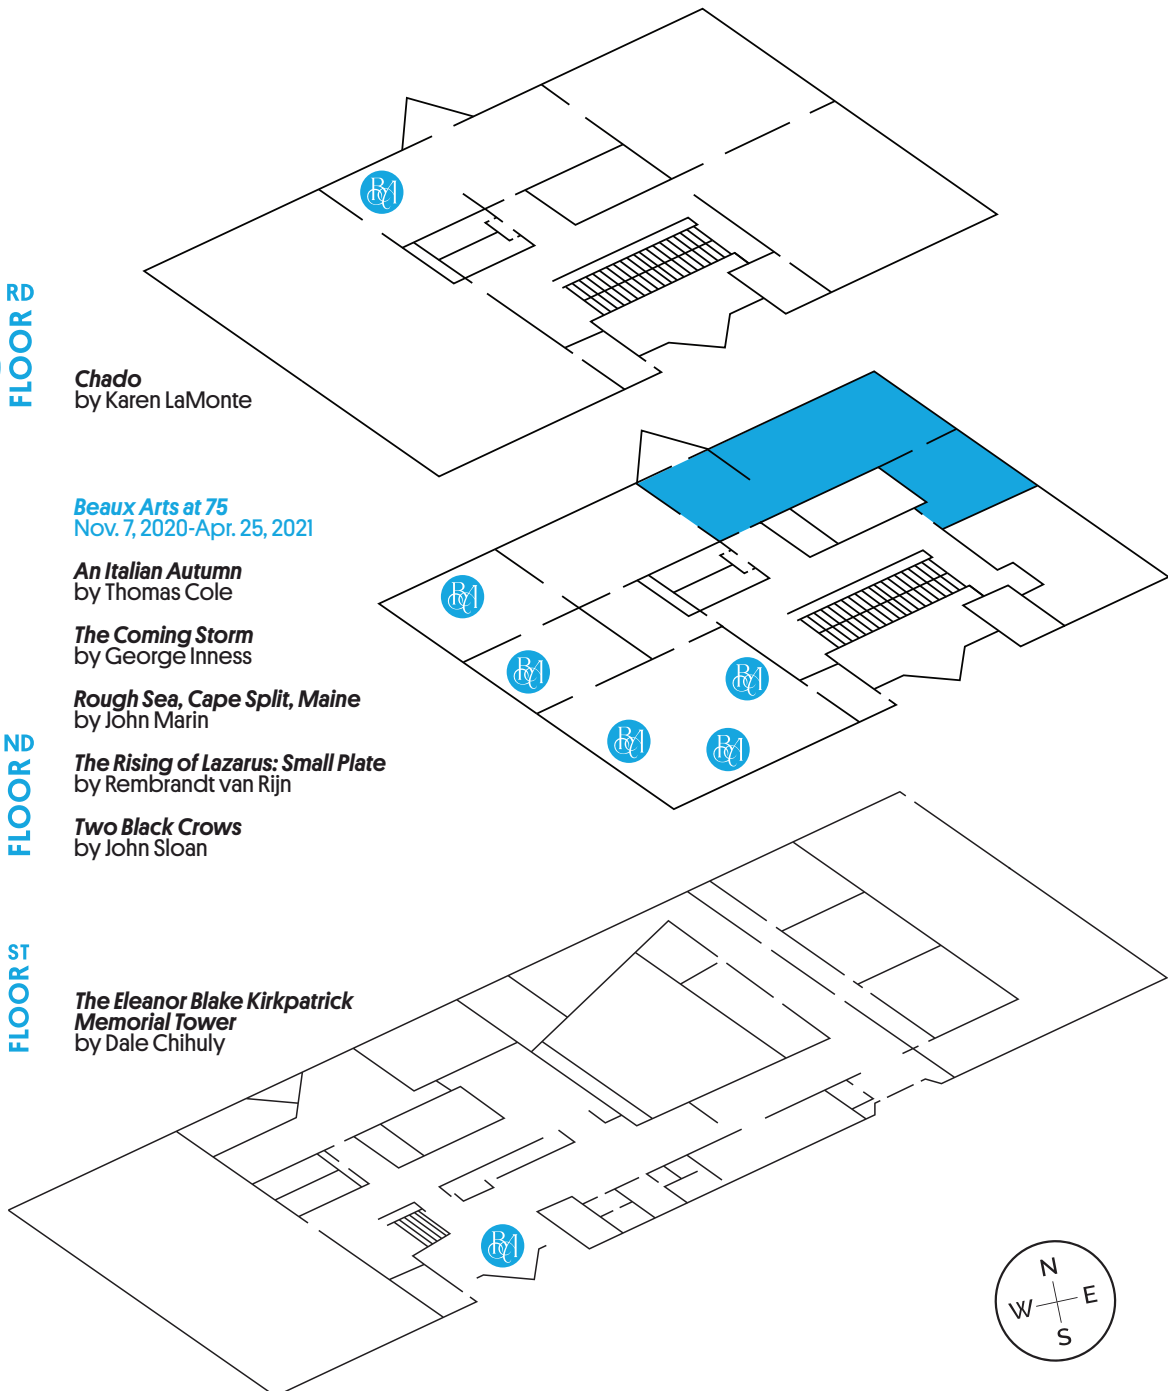 RD
FLOOR
Chado
by Karen LaMonte
Beaux Arts at 75
Nov. 7, 2020-Apr. 25, 2021
An Italian Autumn
by Thomas Cole
The Coming Storm
by George Inness
Rough Sea, Cape Split, Maine
by John Marin
ND
FLOOR
The Rising of Lazarus: Small Plate
by Rembrandt van Rijn
Two Black Crows
by John Sloan
ST
FLOOR
The Eleanor Blake Kirkpatrick
Memorial Tower
by Dale Chihuly
N
W E
S